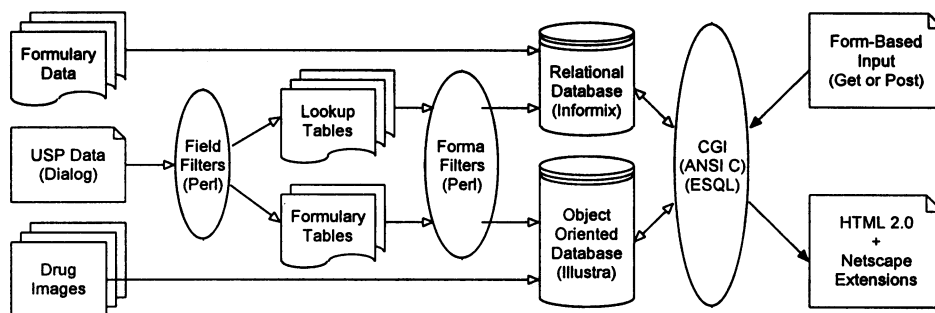 Formulary
Data
USP Data
(Dialog)
Drug
Images
Field
Filters
(Perl)
Lookup
Tables
Formulary
Tables
Forma
Filters
(Perl)
Relational
Database
(Informix)
Object
Oriented
Database
(Illustra)
CGI
(ANSI C)
(ESQL)
Form-Based
Input
(Get or Post)
HTML 2.0
+
Netscape
Extensions